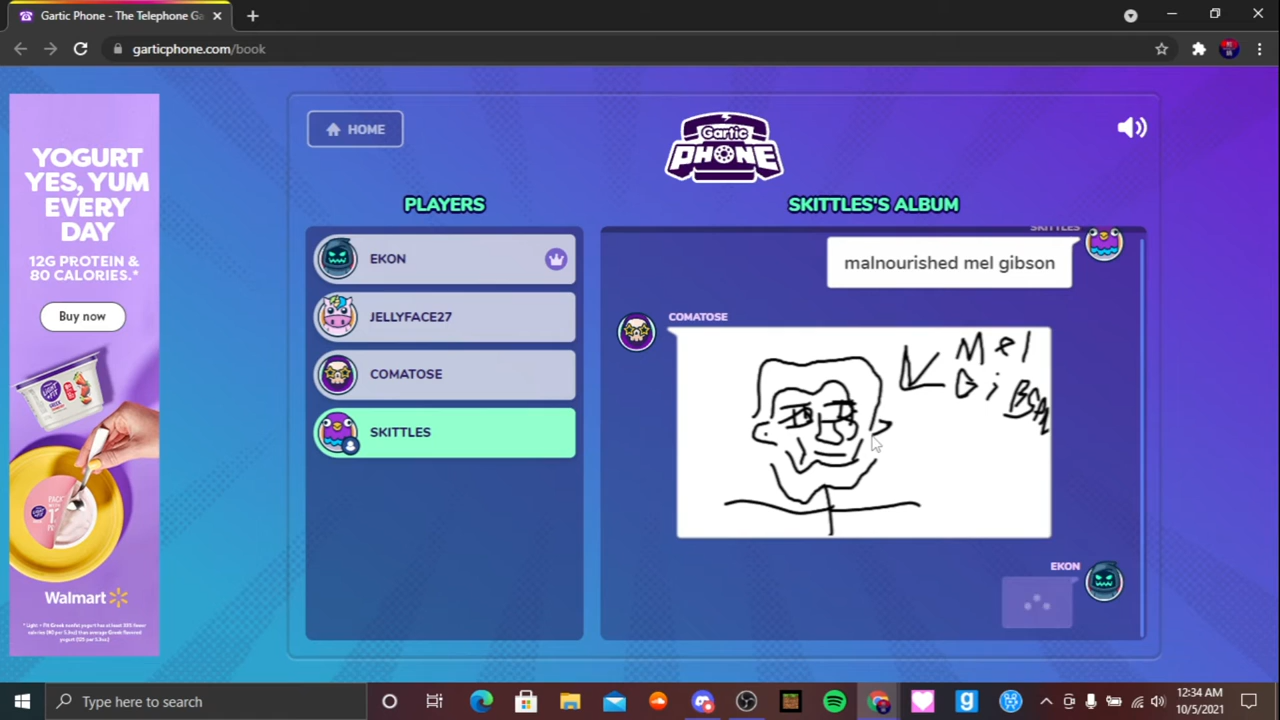 Gartic Phone - The Telephone Ga
garticphone.com/book
HOME
Gartic
PHONE
PLAYERS
SKITTLES'S ALBUM
EKON
JELLYFACE27
COMATOSE
SKITTLES
SKITTLES
malnourished mel gibson
COMATOSE
Mel
GiBSON
EKON
YOGURT
YES, YUM
EVERY
DAY
12G PROTEIN &
80 CALORIES.*
Buy now
Walmart
Type here to search
12:34 AM
10/5/2021